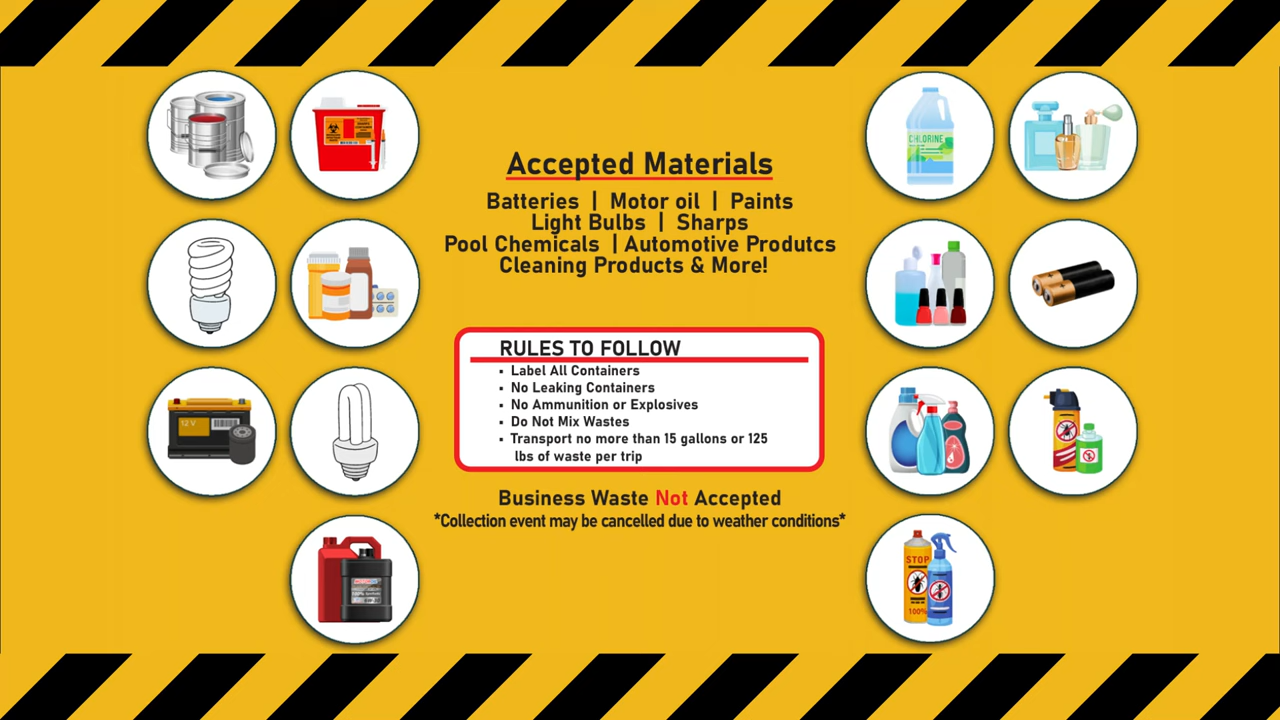 Accepted Materials
Batteries | Motor oil | Paints
Light Bulbs | Sharps
Pool Chemicals | Automotive Produtcs
Cleaning Products & More!
RULES TO FOLLOW
▪ Label All Containers
▪ No Leaking Containers
▪ No Ammunition or Explosives
▪ Do Not Mix Wastes
▪ Transport no more than 15 gallons or 125
lbs of waste per trip
Business Waste Not Accepted
*Collection event may be cancelled due to weather conditions*
12 V
CHLORINE
STOP
100%